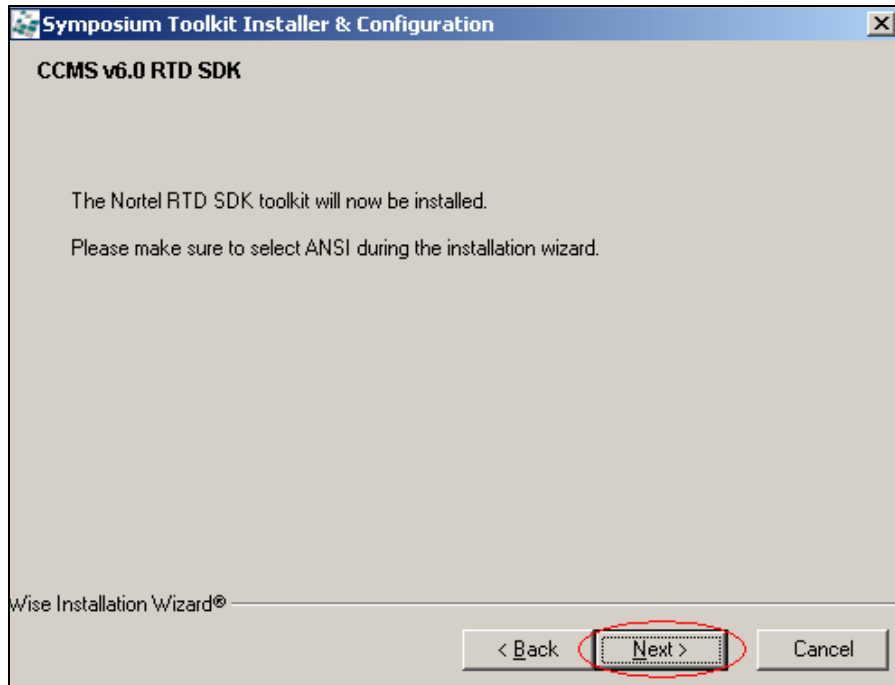 Symposium Toolkit Installer & Configuration
CCMS v6.0 RTD SDK
The Nortel RTD SDK toolkit will now be installed.
Please make sure to select ANSI during the installation wizard.
Wise Installation Wizard®
< Back Next > Cancel